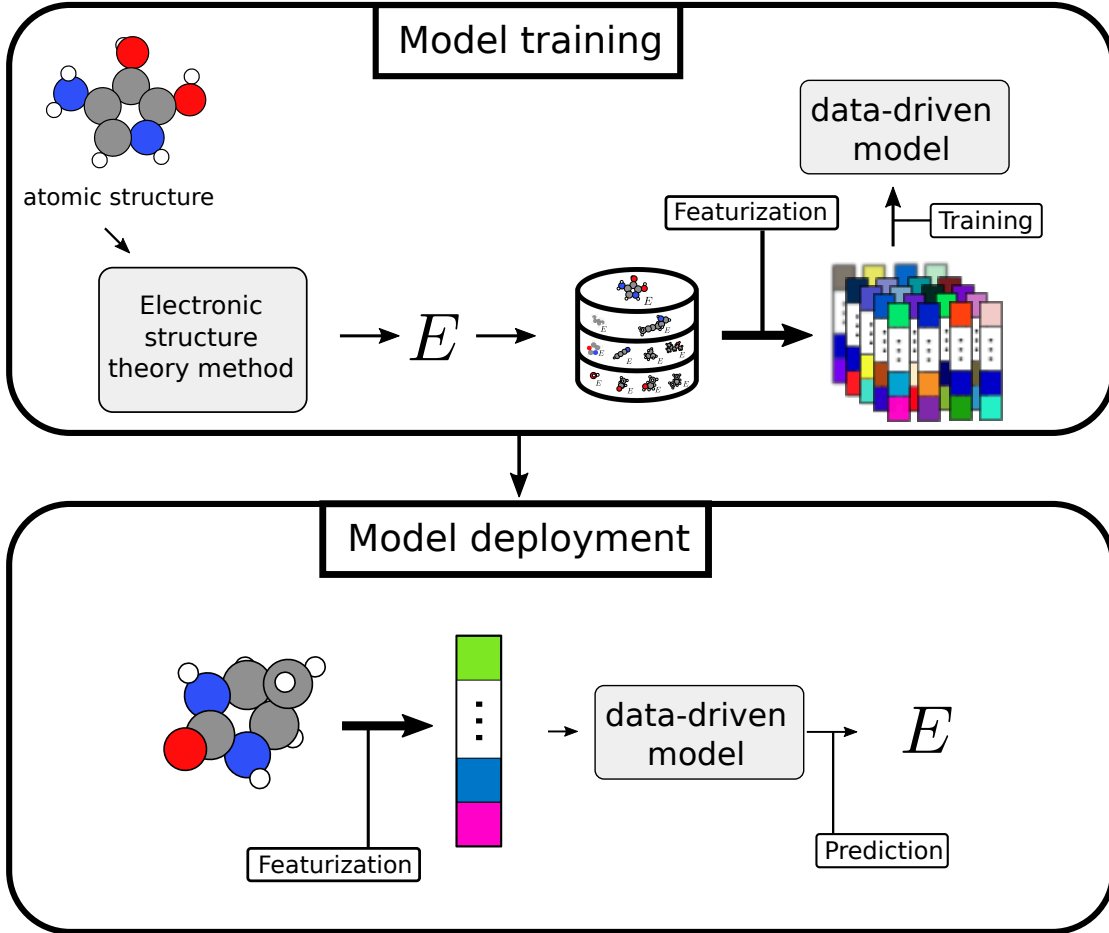 Model training
atomic structure
Electronic
structure
theory method
E
E
E
E
E
E
E
E
E
E
E
E
Featurization
data-driven
model
Training
Model deployment
Featurization
data-driven
model
Prediction
E